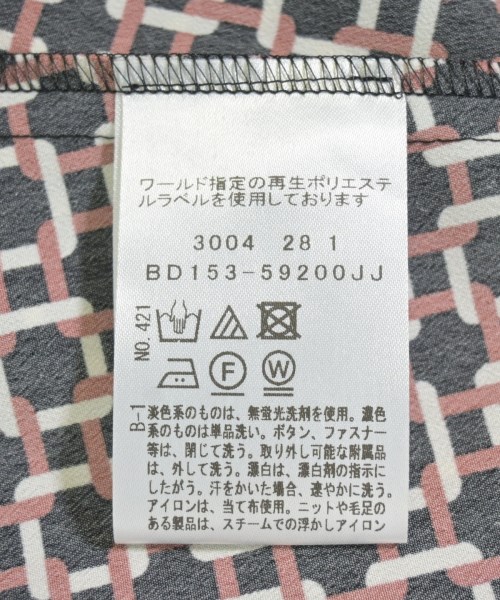 ワールド指定の再生ポリエステ
ルラベルを使用しております
3004 28 1
BD153-59200JJ
NO.421
F W
B-1
淡色系のものは、無蛍光洗剤を使用。濃色
系のものは単品洗い。ボタン、ファスナー
等は、閉じて洗う。取り外し可能な附属品
は、外して洗う。漂白は、漂白剤の指示に
したがう。汗をかいた場合、速やかに洗う。
アイロンは、当て布使用。ニットや毛足の
ある製品は、スチームでの浮かしアイロン